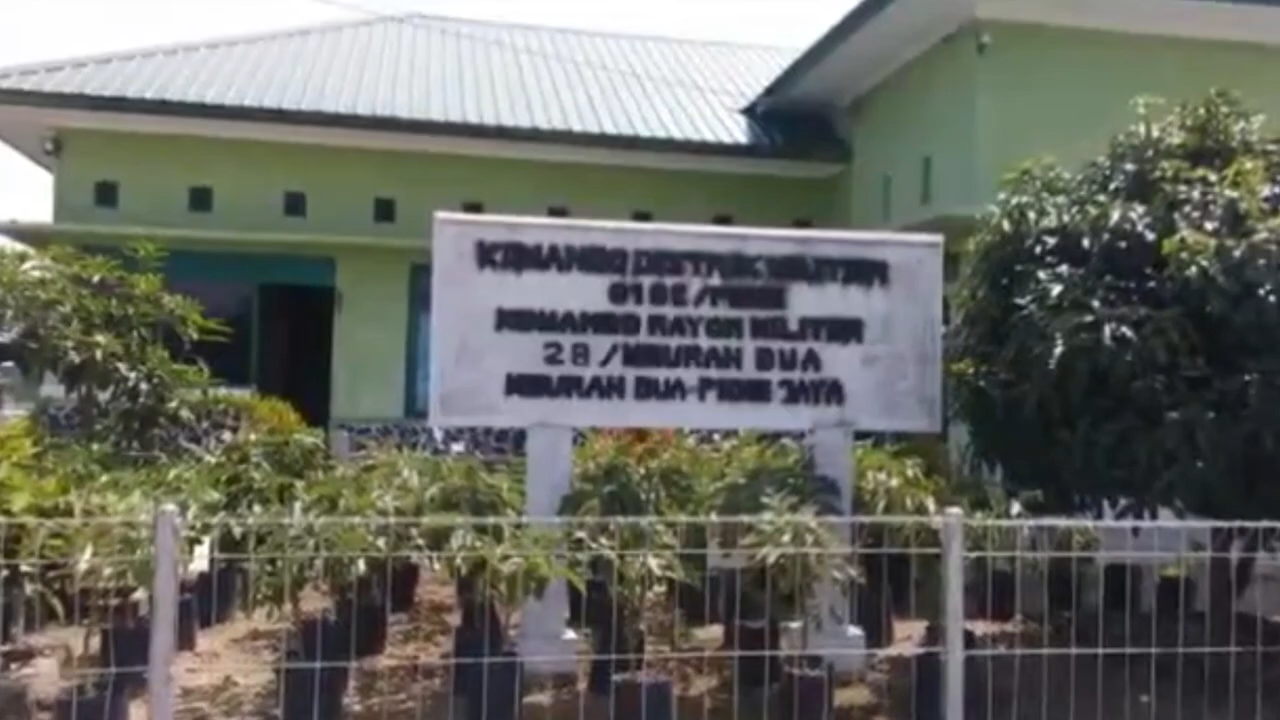 KOMANDO DISTRIK MILITER
0102/PIDIE
KOMANDO RAYON MILITER
28/MEURAH DUA
MEURAH DUA-PIDIE JAYA